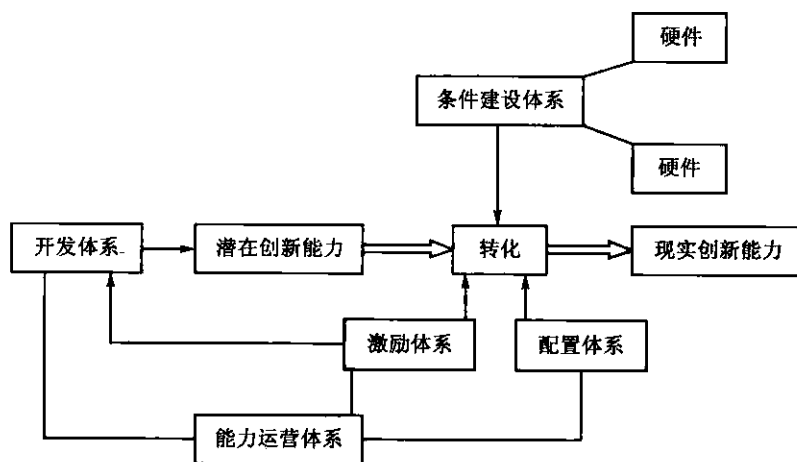 硬件
条件建设体系
硬件
开发体系
潜在创新能力
转化
现实创新能力
激励体系
配置体系
能力运营体系